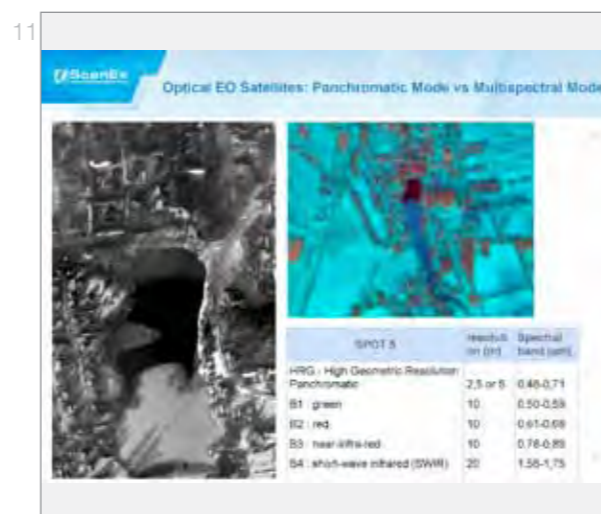 11
ScanEx
Optical EO Satellites: Panchromatic Mode vs Multispectral Mode
SPOT 5
resoluti on (m)
Spectral band (µm)
HRG - High Geometric Resolution
Panchromatic 2,5 or 5 0.48-0,71
B1 : green 10 0.50-0,59
B2 : red 10 0.61-0,68
B3 : near-infra-red 10 0.78-0,89
B4 : short-wave infrared (SWIR) 20 1.58-1,75